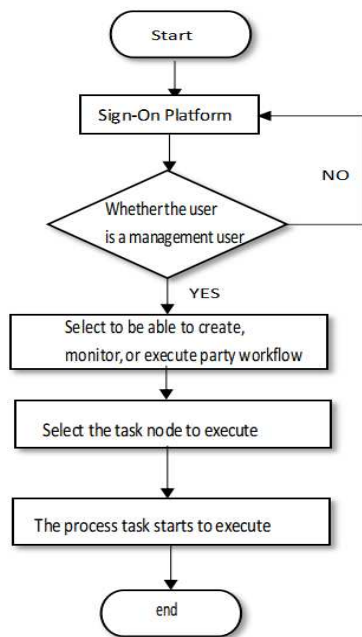 Start
Sign-On Platform
NO
Whether the user
is a management user
YES
Select to be able to create,
monitor, or execute party workflow
Select the task node to execute
The process task starts to execute
end